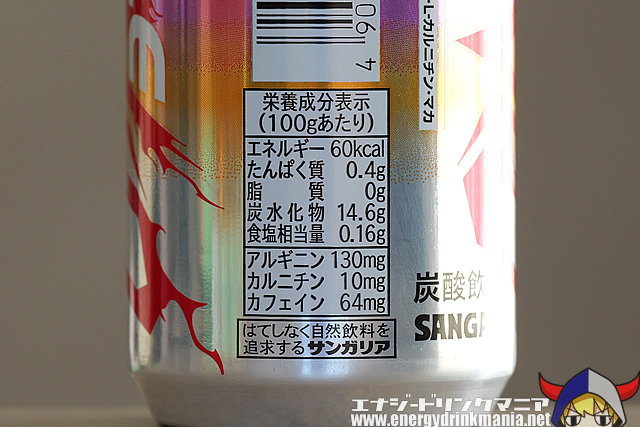 4 06
-L-カルニチン・マカ
栄養成分表示
(100gあたり)
エネルギー 60kcal
たんぱく質 0.4g
脂質 0g
炭水化物 14.6g
食塩相当量 0.16g
アルギニン 130mg
カルニチン 10mg
カフェイン 64mg
はてしなく自然飲料を
追求するサンガリア
炭酸飲
SANGA
エナジードリンクマニア
www.energydrinkmania.net